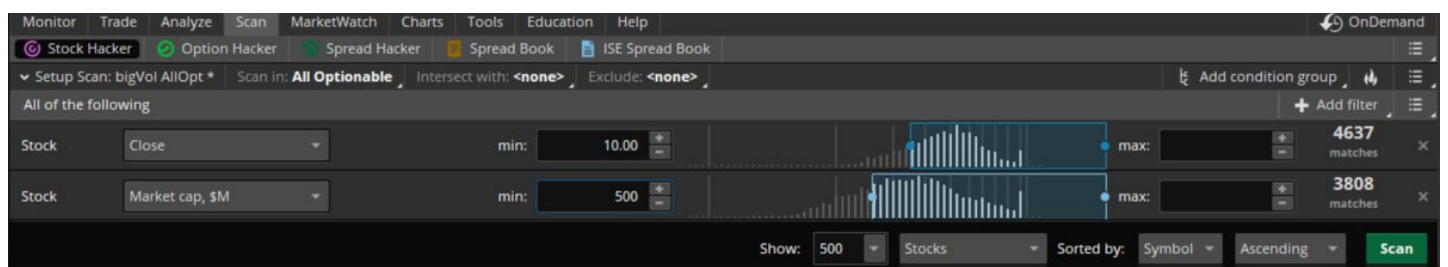 Monitor Trade Analyze Scan MarketWatch Charts Tools Education Help OnDemand
Stock Hacker Option Hacker Spread Hacker Spread Book ISE Spread Book
Setup Scan: bigVol AllOpt * Scan in: All Optionable Intersect with: <none> Exclude: <none> Add condition group
All of the following + Add filter
Stock Close min: 10.00 + - max: + - 4637 ×
matches
Stock Market cap, $M min: 500 + - max: + - 3808 ×
matches
Show: 500 Stocks Sorted by: Symbol Ascending Scan